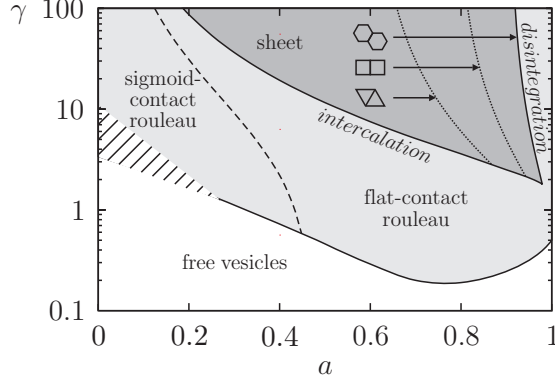 γ
100
10
1
0.1
sheet
sigmoid-
contact
rouleau
disintegration
intercalation
flat-contact
rouleau
free vesicles
0 0.2 0.4 0.6 0.8 1
a